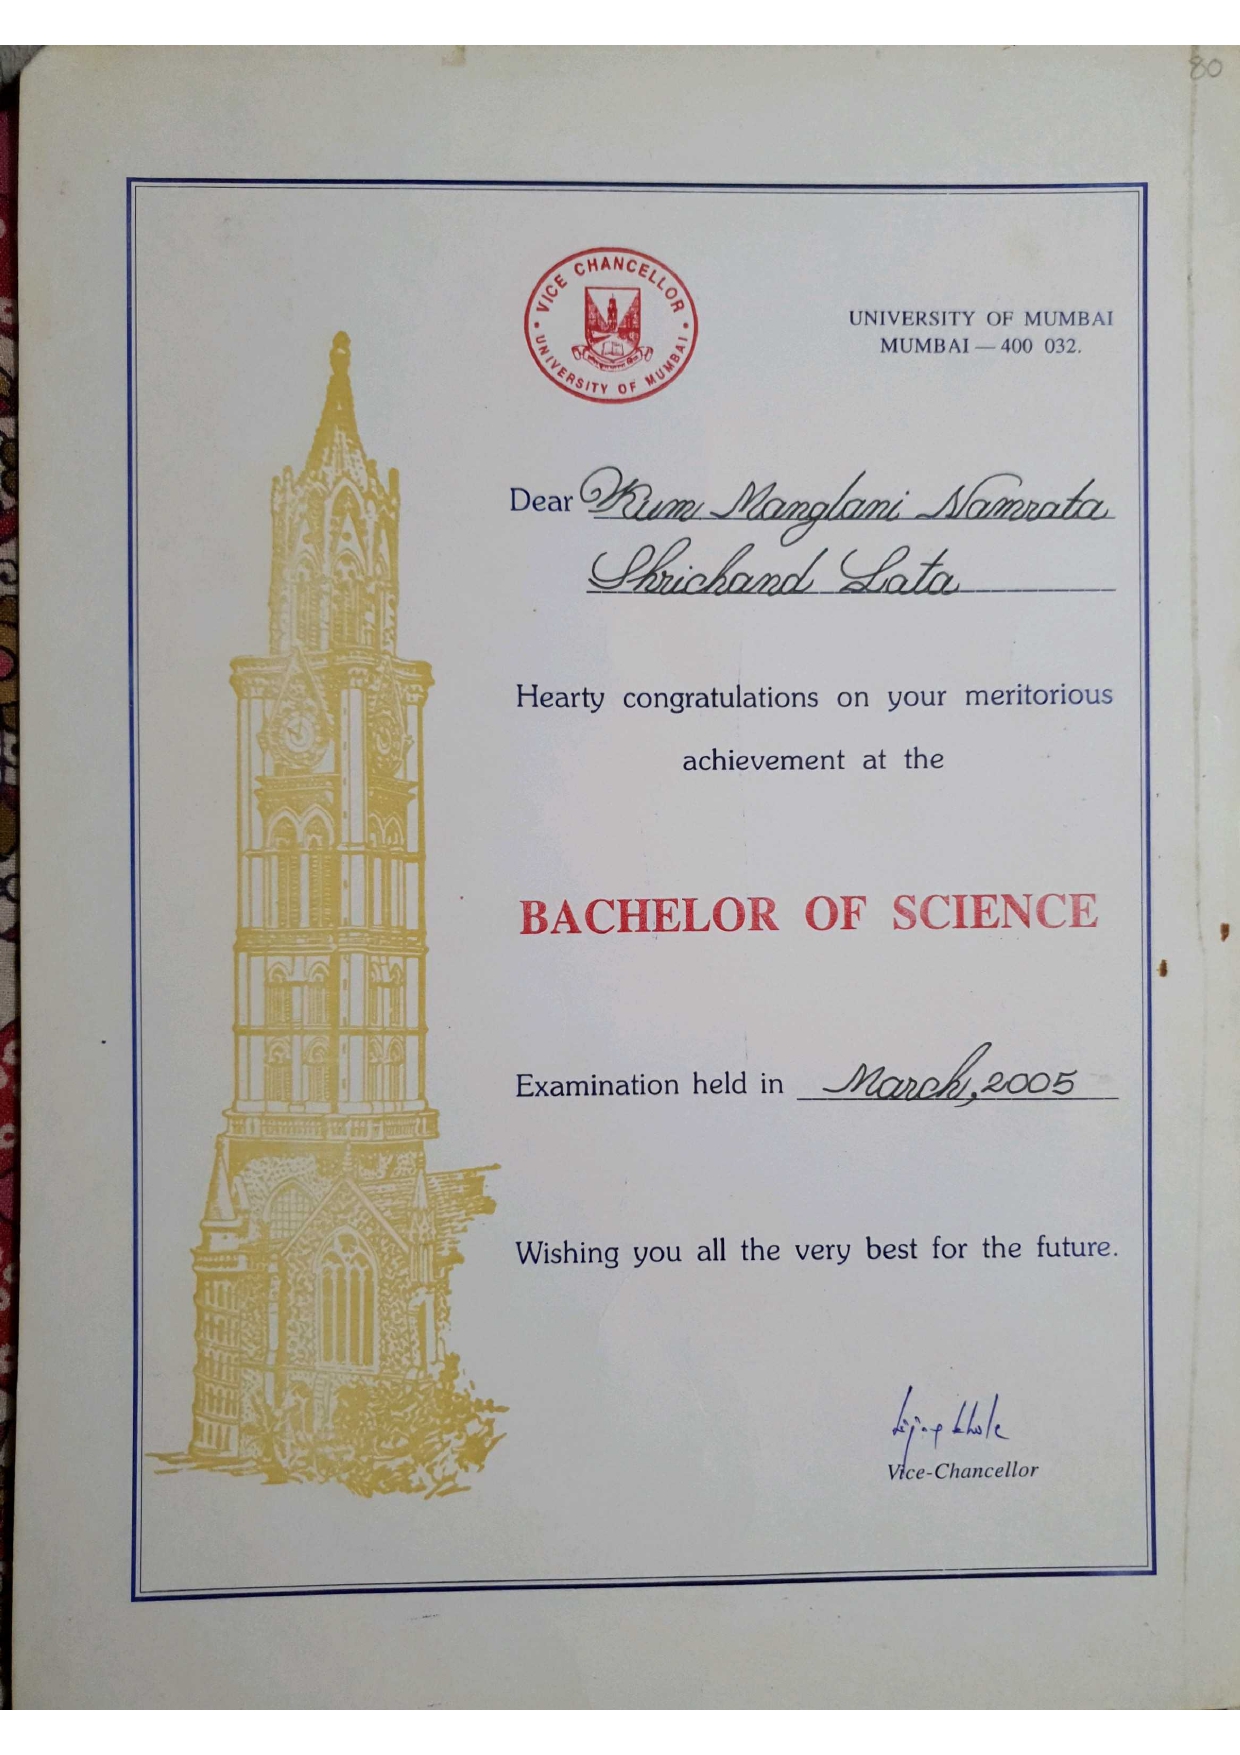 80
VICE CHANCELLOR
UNIVERSITY OF MUMBAI
UNIVERSITY OF MUMBAI
MUMBAI — 400 032.
Dear Kum Manglani Namrata
Shrichand Lata
Hearty congratulations on your meritorious
achievement at the
BACHELOR OF SCIENCE
Examination held in March, 2005
Wishing you all the very best for the future.
Vice-Chancellor